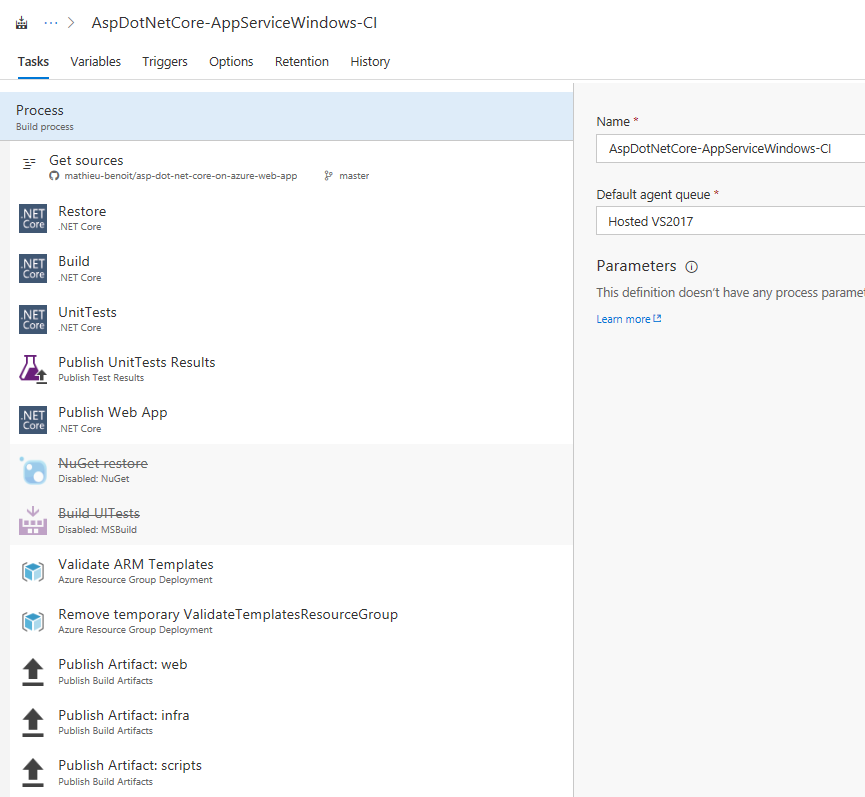 ··· > AspDotNetCore-AppServiceWindows-CI
Tasks Variables Triggers Options Retention History
Process
Build process
Get sources
mathieu-benoit/asp-dot-net-core-on-azure-web-app master
.NET Core Restore
.NET Core
.NET Core Build
.NET Core
.NET Core UnitTests
.NET Core
Publish UnitTests Results
Publish Test Results
.NET Core Publish Web App
.NET Core
NuGet restore
Disabled: NuGet
Build UITests
Disabled: MSBuild
Validate ARM Templates
Azure Resource Group Deployment
Remove temporary ValidateTemplatesResourceGroup
Azure Resource Group Deployment
Publish Artifact: web
Publish Build Artifacts
Publish Artifact: infra
Publish Build Artifacts
Publish Artifact: scripts
Publish Build Artifacts
Name *
AspDotNetCore-AppServiceWindows-CI
Default agent queue *
Hosted VS2017
Parameters
This definition doesn't have any process paramet
Learn more